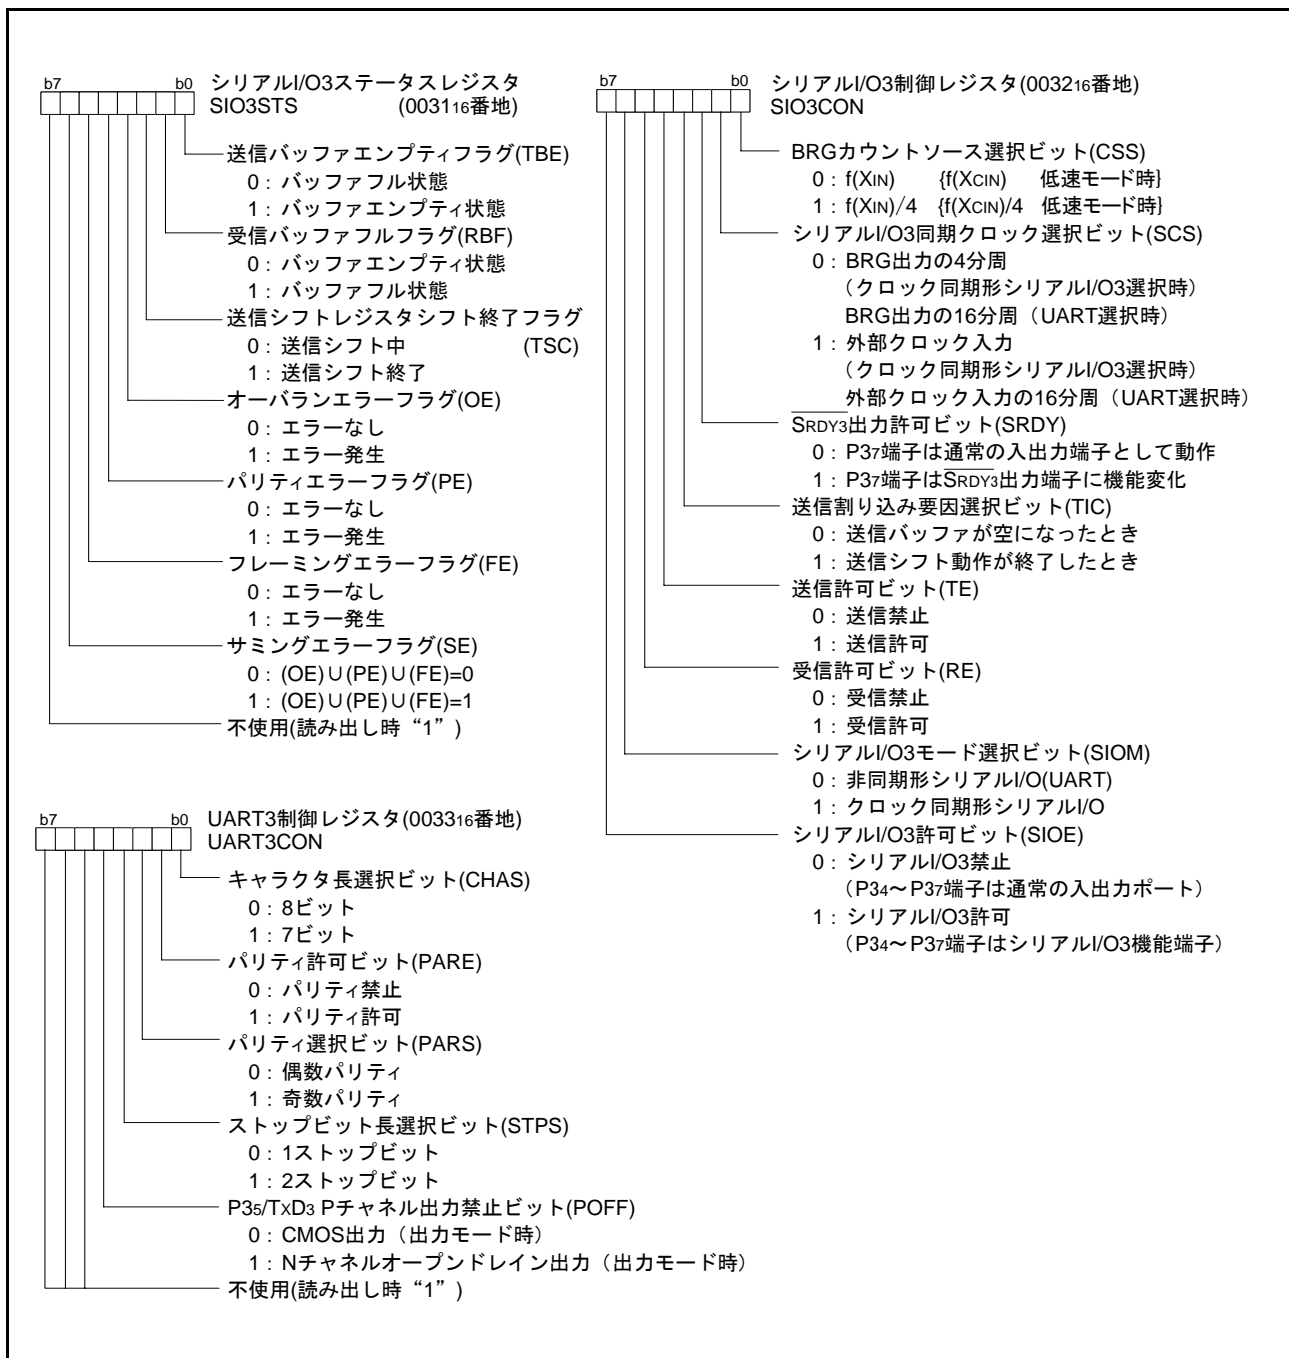 b7 b0 シリアルI/O3ステータスレジスタ
SIO3STS (003116番地)
送信バッファエンプティフラグ(TBE)
0：バッファフル状態
1：バッファエンプティ状態
受信バッファフルフラグ(RBF)
0：バッファエンプティ状態
1：バッファフル状態
送信シフトレジスタシフト終了フラグ
0：送信シフト中 (TSC)
1：送信シフト終了
オーバランエラーフラグ(OE)
0：エラーなし
1：エラー発生
パリティエラーフラグ(PE)
0：エラーなし
1：エラー発生
フレーミングエラーフラグ(FE)
0：エラーなし
1：エラー発生
サミングエラーフラグ(SE)
0：(OE)∪(PE)∪(FE)=0
1：(OE)∪(PE)∪(FE)=1
不使用(読み出し時“1”)
b7 b0 UART3制御レジスタ(003316番地)
UART3CON
キャラクタ長選択ビット(CHAS)
0：8ビット
1：7ビット
パリティ許可ビット(PARE)
0：パリティ禁止
1：パリティ許可
パリティ選択ビット(PARS)
0：偶数パリティ
1：奇数パリティ
ストップビット長選択ビット(STPS)
0：1ストップビット
1：2ストップビット
P35/TXD3 Pチャネル出力禁止ビット(POFF)
0：CMOS出力（出力モード時）
1：Nチャネルオープンドレイン出力（出力モード時）
不使用(読み出し時“1”)
b7 b0 シリアルI/O3制御レジスタ(003216番地)
SIO3CON
BRGカウントソース選択ビット(CSS)
0：f(XIN) {f(XCIN) 低速モード時}
1：f(XIN)/4 {f(XCIN)/4 低速モード時}
シリアルI/O3同期クロック選択ビット(SCS)
0：BRG出力の4分周
（クロック同期形シリアルI/O3選択時）
BRG出力の16分周（UART選択時）
1：外部クロック入力
（クロック同期形シリアルI/O3選択時）
外部クロック入力の16分周（UART選択時）
SRDY3出力許可ビット(SRDY)
0：P37端子は通常の入出力端子として動作
1：P37端子はSRDY3出力端子に機能変化
送信割り込み要因選択ビット(TIC)
0：送信バッファが空になったとき
1：送信シフト動作が終了したとき
送信許可ビット(TE)
0：送信禁止
1：送信許可
受信許可ビット(RE)
0：受信禁止
1：受信許可
シリアルI/O3モード選択ビット(SIOM)
0：非同期形シリアルI/O(UART)
1：クロック同期形シリアルI/O
シリアルI/O3許可ビット(SIOE)
0：シリアルI/O3禁止
（P34～P37端子は通常の入出力ポート）
1：シリアルI/O3許可
（P34～P37端子はシリアルI/O3機能端子）